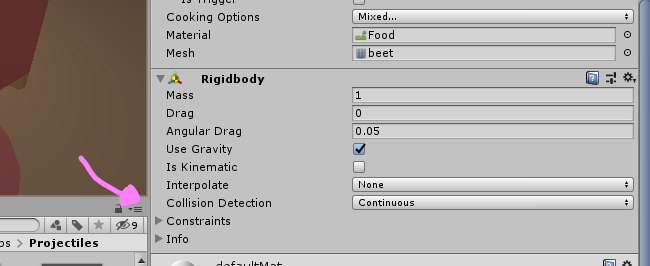 Is Trigger
Cooking Options Mixed...
Material Food
Mesh beet
Rigidbody
Mass 1
Drag 0
Angular Drag 0.05
Use Gravity
Is Kinematic
Interpolate None
Collision Detection Continuous
9
Constraints
Projectiles
Info
defaultMat